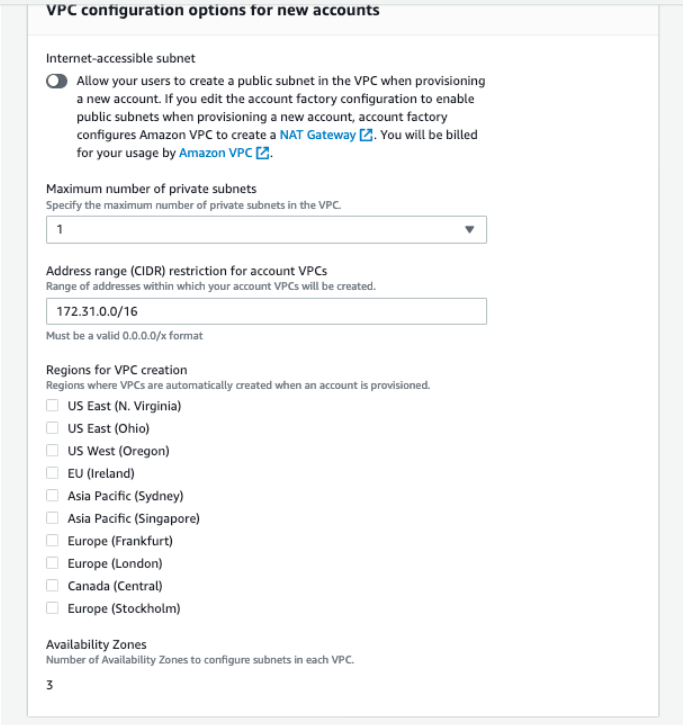 VPC configuration options for new accounts
Internet-accessible subnet
Allow your users to create a public subnet in the VPC when provisioning
a new account. If you edit the account factory configuration to enable
public subnets when provisioning a new account, account factory
configures Amazon VPC to create a NAT Gateway. You will be billed
for your usage by Amazon VPC.
Maximum number of private subnets
Specify the maximum number of private subnets in the VPC.
1
Address range (CIDR) restriction for account VPCs
Range of addresses within which your account VPCs will be created.
172.31.0.0/16
Must be a valid 0.0.0.0/x format
Regions for VPC creation
Regions where VPCs are automatically created when an account is provisioned.
US East (N. Virginia)
US East (Ohio)
US West (Oregon)
EU (Ireland)
Asia Pacific (Sydney)
Asia Pacific (Singapore)
Europe (Frankfurt)
Europe (London)
Canada (Central)
Europe (Stockholm)
Availability Zones
Number of Availability Zones to configure subnets in each VPC.
3